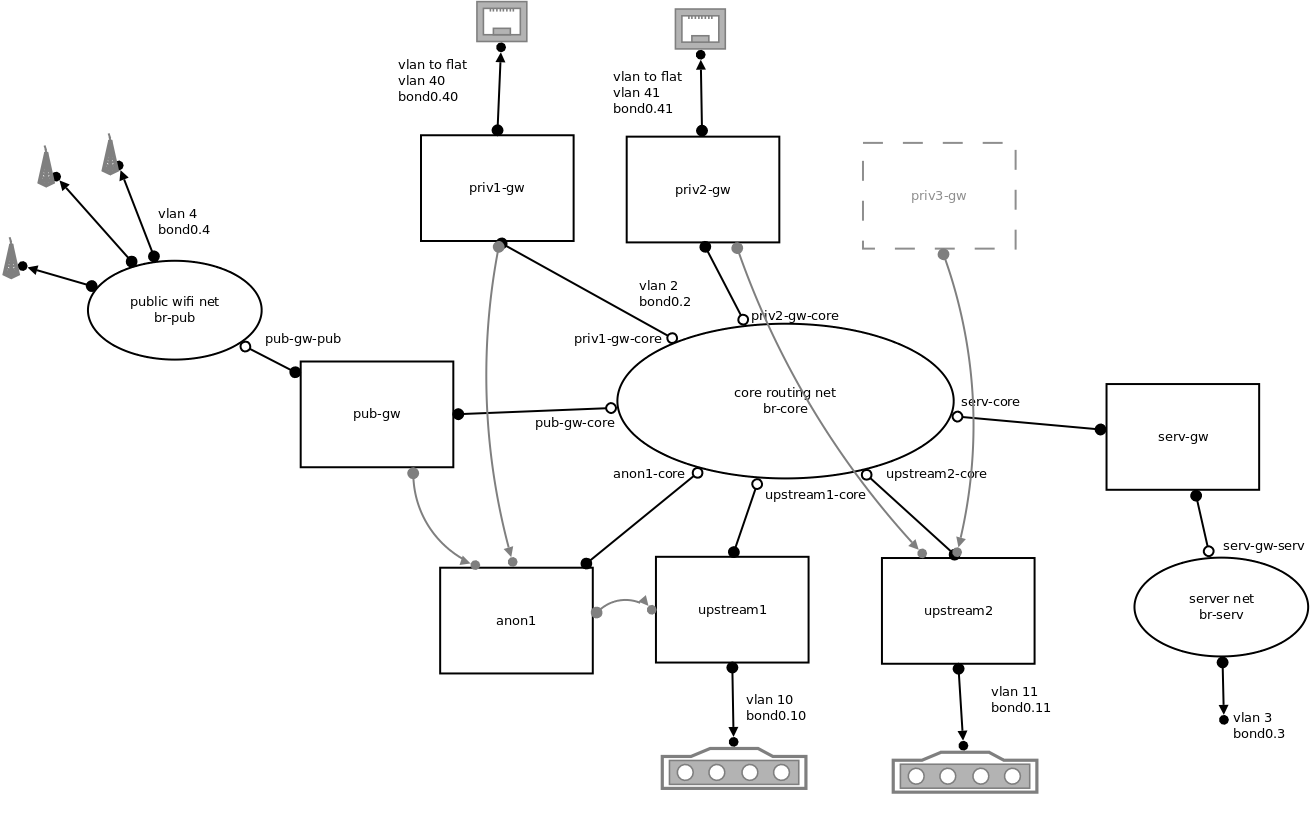 vlan to flat
vlan 40
bond0.40
vlan to flat
vlan 41
bond0.41
priv1-gw
priv2-gw
priv3-gw
vlan 4
bond0.4
public wifi net
br-pub
pub-gw-pub
vlan 2
bond0.2
priv2-gw-core
priv1-gw-core
core routing net
br-core
pub-gw
pub-gw-core
serv-core
serv-gw
anon1-core
upstream1-core
upstream2-core
serv-gw-serv
server net
br-serv
anon1
upstream1
upstream2
vlan 10
bond0.10
vlan 11
bond0.11
vlan 3
bond0.3